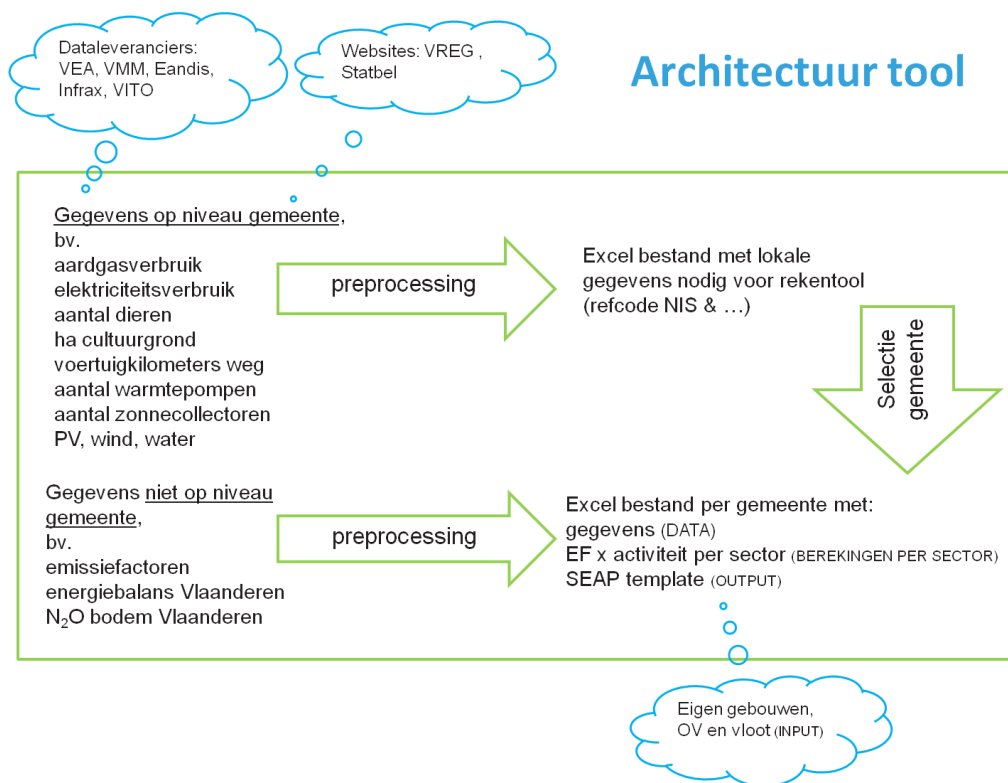 Dataleveranciers:
VEA, VMM, Eandis,
Infrax, VITO
Websites: VREG ,
Statbel
Architectuur tool
Gegevens op niveau gemeente,
bv.
aardgasverbruik
elektriciteitsverbruik
aantal dieren
ha cultuurgrond
voertuigkilometers weg
aantal warmtepompen
aantal zonnecollectoren
PV, wind, water
preprocessing
Excel bestand met lokale
gegevens nodig voor rekentool
(refcode NIS & …)
Selectie
gemeente
Gegevens niet op niveau
gemeente,
bv.
emissiefactoren
energiebalans Vlaanderen
N₂O bodem Vlaanderen
preprocessing
Excel bestand per gemeente met:
gegevens (DATA)
EF x activiteit per sector (BEREKINGEN PER SECTOR)
SEAP template (OUTPUT)
Eigen gebouwen,
OV en vloot (INPUT)